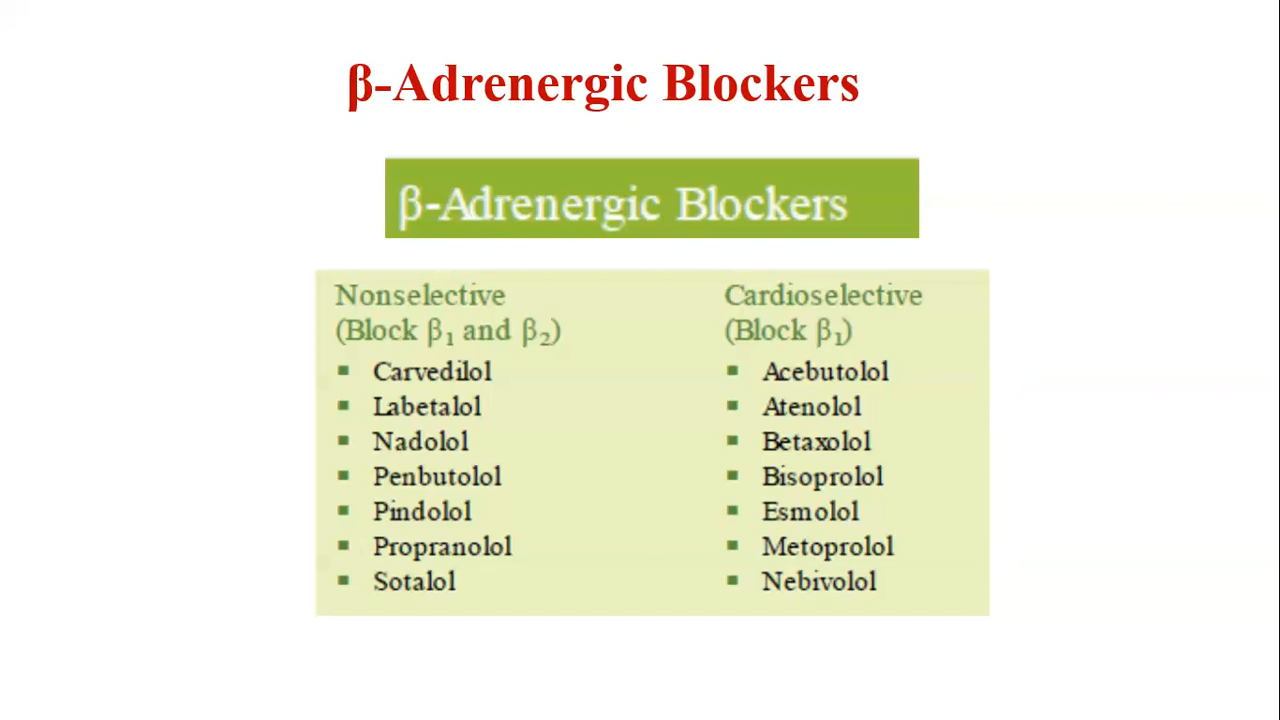 β-Adrenergic Blockers
β-Adrenergic Blockers
Nonselective
(Block β₁ and β₂)
▪ Carvedilol
▪ Labetalol
▪ Nadolol
▪ Penbutolol
▪ Pindolol
▪ Propranolol
▪ Sotalol
Cardioselective
(Block β₁)
▪ Acebutolol
▪ Atenolol
▪ Betaxolol
▪ Bisoprolol
▪ Esmolol
▪ Metoprolol
▪ Nebivolol